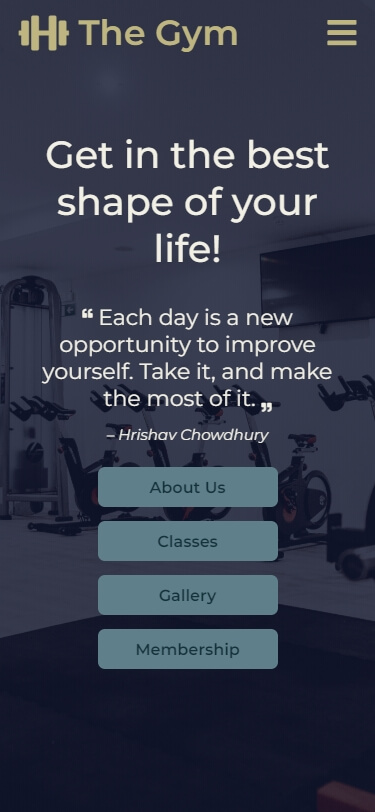 The Gym
Get in the best
shape of your
life!
❝ Each day is a new
opportunity to improve
yourself. Take it, and make
the most of it. ❞
– Hrishav Chowdhury
About Us
Classes
Gallery
Membership